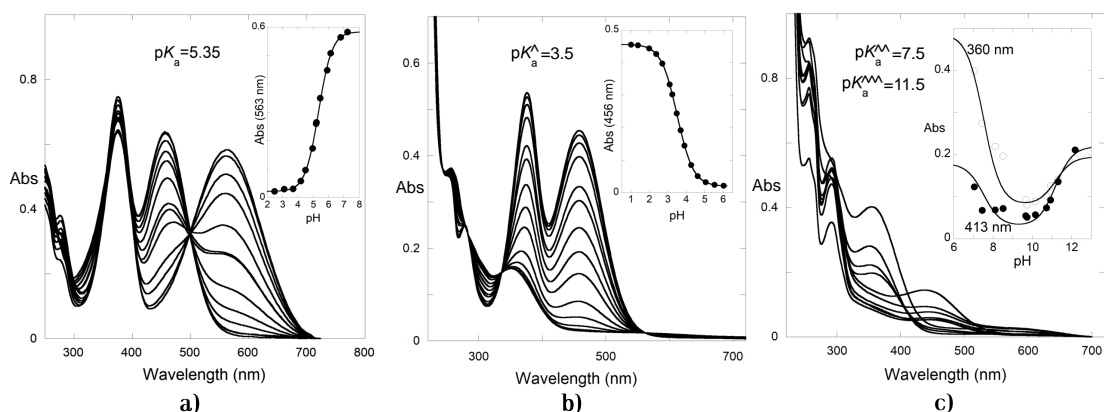 pKa=5.35
0.6
Abs (563 nm)
0
2 3 4 5 6 7 8
pH
0.8
Abs
0.4
0
300 400 500 600 700 800
Wavelength (nm)
a)
pKa^=3.5
0.5
Abs (456 nm)
0
1 2 3 4 5 6
pH
0.6
Abs
0.4
0.2
0
300 500 700
Wavelength (nm)
b)
pKa^^=7.5
pKa^^^=11.5
360 nm
0.4
Abs
0.2
413 nm
0
6 8 10 12
pH
0.8
Abs
0.4
0
300 400 500 600 700
Wavelength (nm)
c)